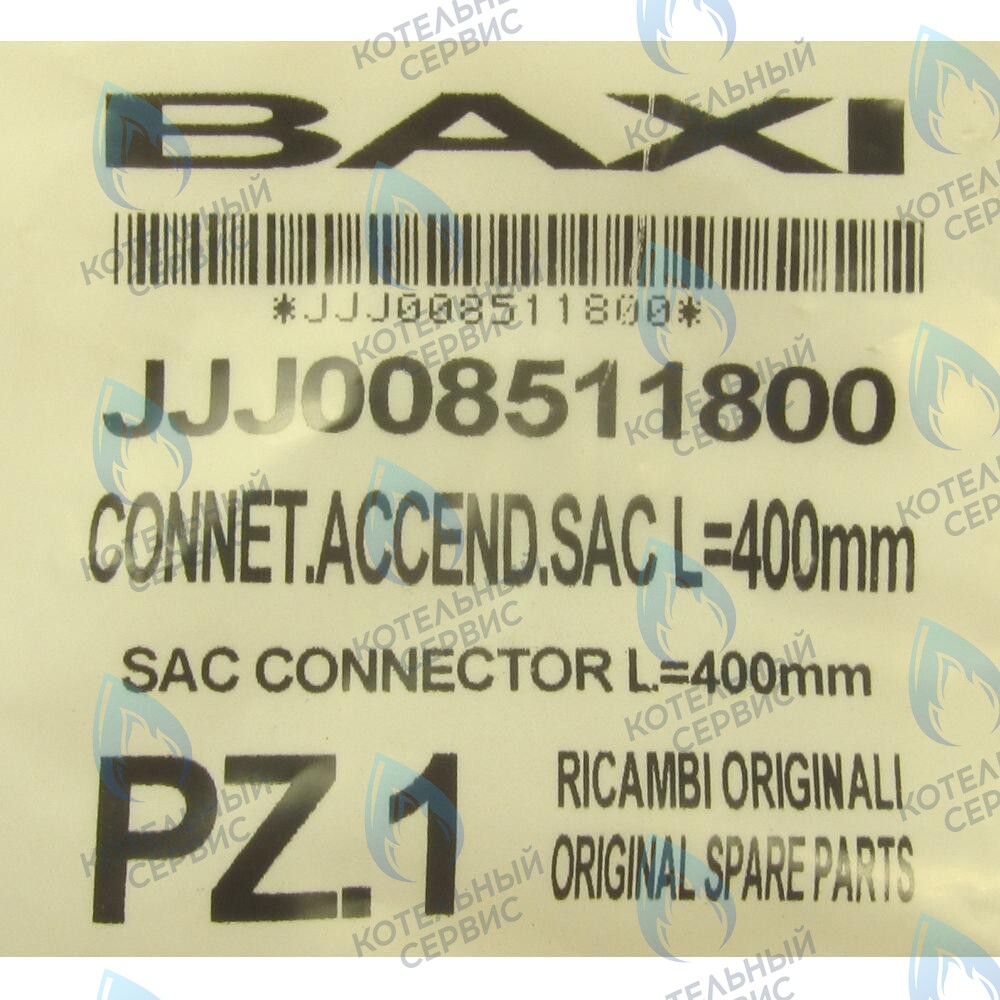 BAXI
*JJJ008511800*
JJJ008511800
CONNET.ACCEND.SAC L=400mm
SAC CONNECTOR L.=400mm
PZ.1
RICAMBI ORIGINALI
ORIGINAL SPARE PARTS
КОТЕЛЬНЫЙ
СЕРВИС